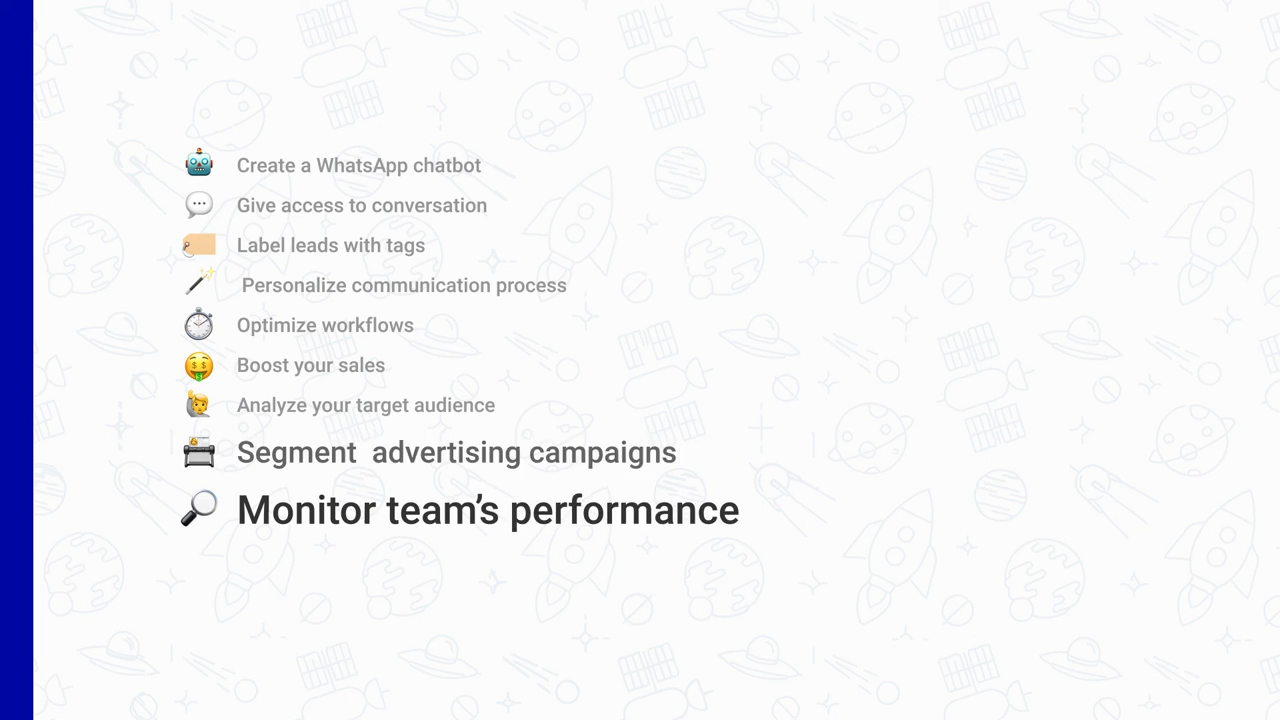 Create a WhatsApp chatbot
Give access to conversation
Label leads with tags
Personalize communication process
Optimize workflows
Boost your sales
Analyze your target audience
Segment  advertising campaigns
Monitor team’s performance